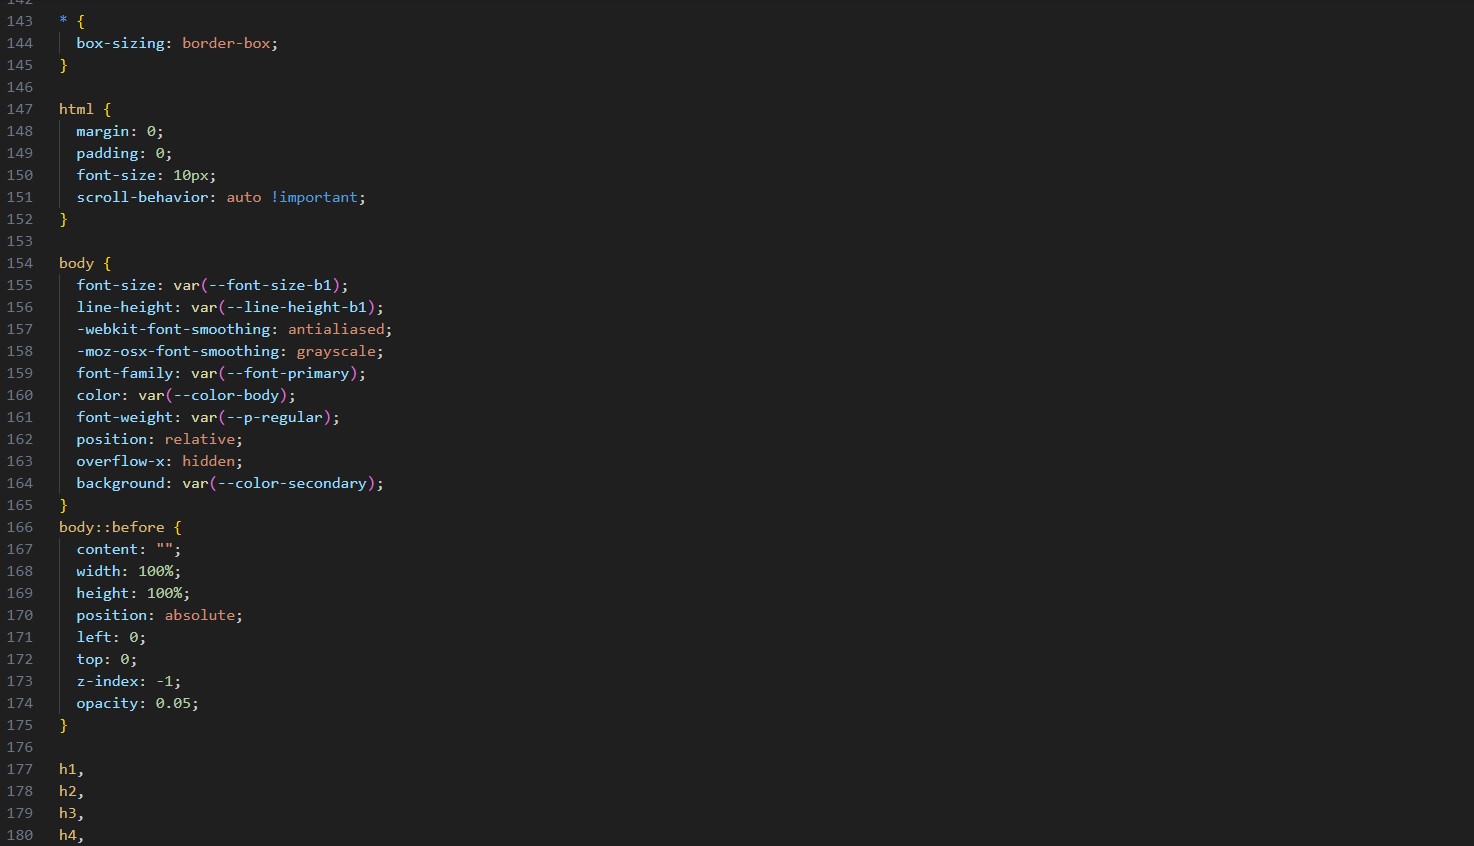 142
143 * {
144 box-sizing: border-box;
145 }
146
147 html {
148 margin: 0;
149 padding: 0;
150 font-size: 10px;
151 scroll-behavior: auto !important;
152 }
153
154 body {
155 font-size: var(--font-size-b1);
156 line-height: var(--line-height-b1);
157 -webkit-font-smoothing: antialiased;
158 -moz-osx-font-smoothing: grayscale;
159 font-family: var(--font-primary);
160 color: var(--color-body);
161 font-weight: var(--p-regular);
162 position: relative;
163 overflow-x: hidden;
164 background: var(--color-secondary);
165 }
166 body::before {
167 content: "";
168 width: 100%;
169 height: 100%;
170 position: absolute;
171 left: 0;
172 top: 0;
173 z-index: -1;
174 opacity: 0.05;
175 }
176
177 h1,
178 h2,
179 h3,
180 h4,